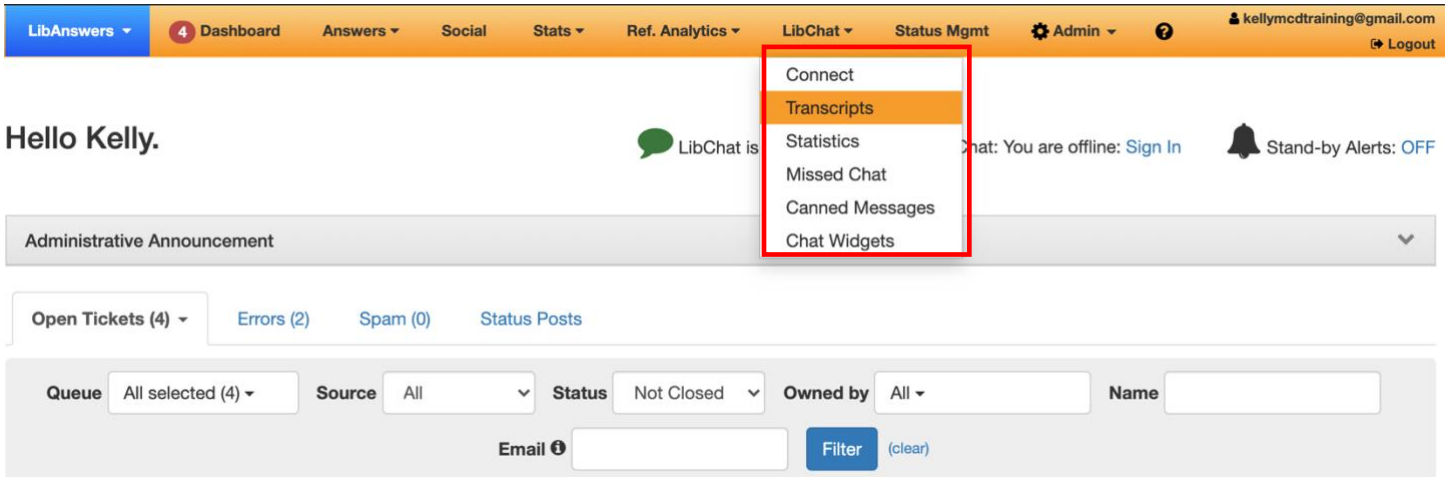 LibAnswers 4 Dashboard Answers Social Stats Ref. Analytics LibChat Status Mgmt Admin kellymcdtraining@gmail.com
Logout
Connect
Transcripts
Statistics
Missed Chat
Canned Messages
Chat Widgets
Hello Kelly.
LibChat is hat: You are offline: Sign In Stand-by Alerts: OFF
Administrative Announcement
Open Tickets (4) Errors (2) Spam (0) Status Posts
Queue All selected (4) Source All Status Not Closed Owned by All Name
Email Filter (clear)